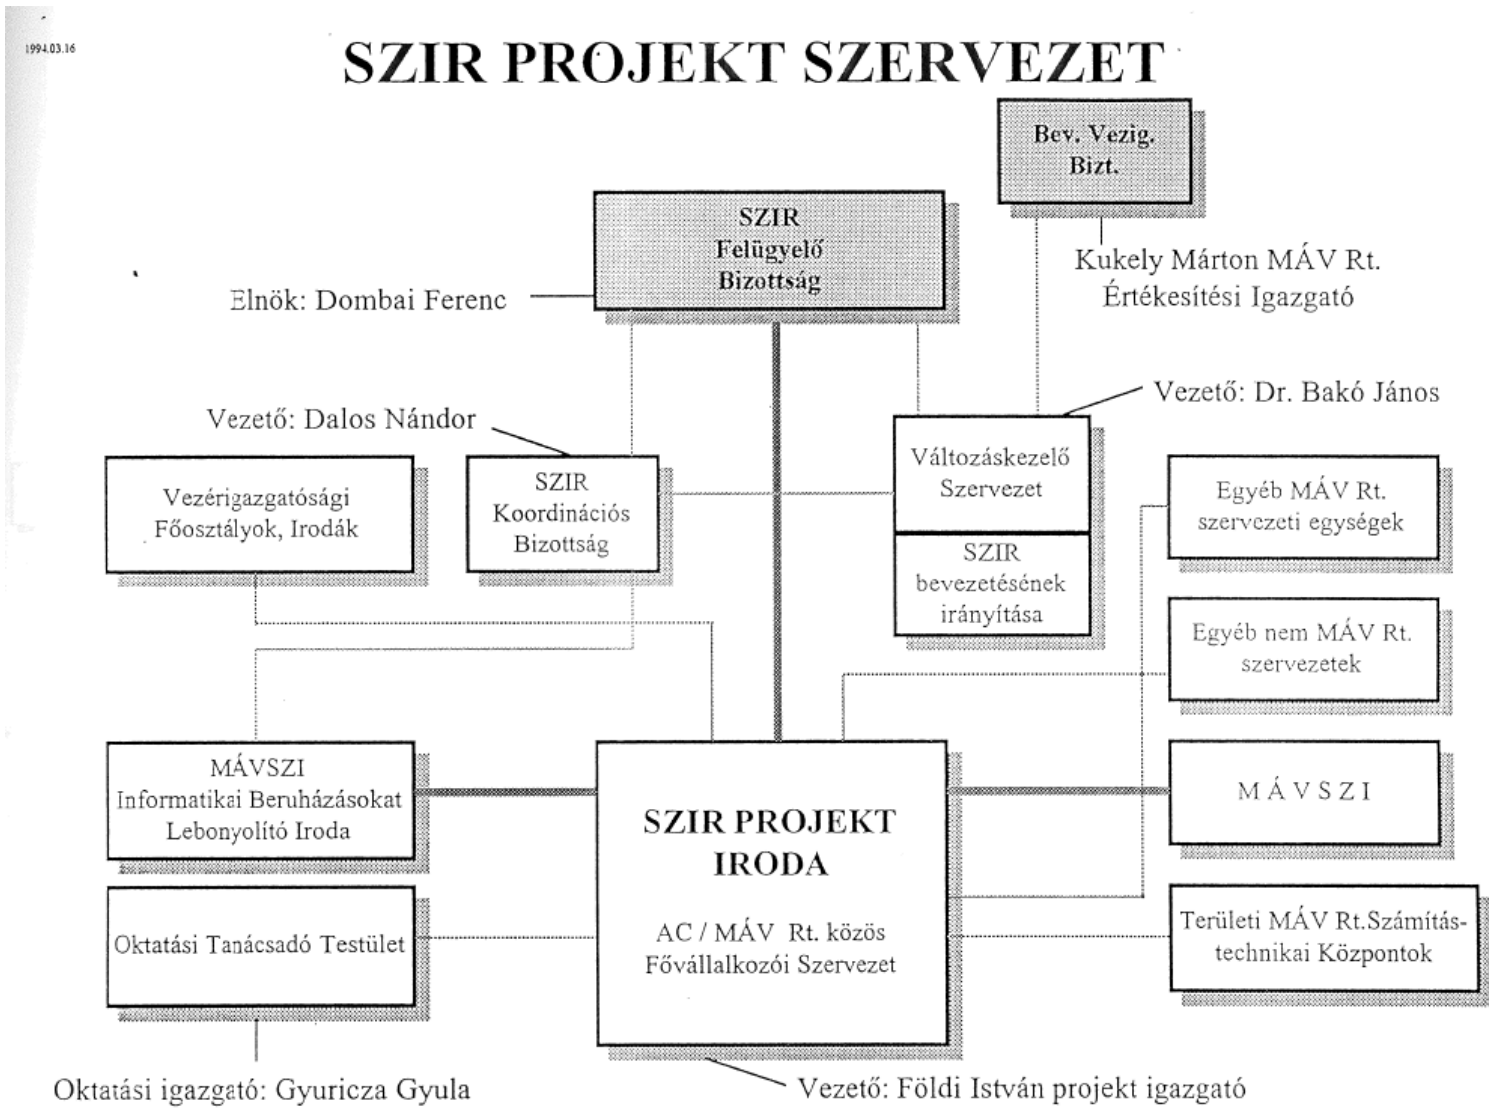 1994.03.16
SZIR PROJEKT SZERVEZET
Bev. Vezig.
Bizt.
SZIR
Felügyelő
Bizottság
Kukely Márton MÁV Rt.
Értékesítési Igazgató
Elnök: Dombai Ferenc
Vezető: Dr. Bakó János
Vezető: Dalos Nándor
Vezérigazgatósági
Főosztályok, Irodák
SZIR
Koordinációs
Bizottság
Változáskezelő
Szervezet
SZIR
bevezetésének
irányítása
Egyéb MÁV Rt.
szervezeti egységek
Egyéb nem MÁV Rt.
szervezetek
MÁVSZI
Informatikai Beruházásokat
Lebonyolító Iroda
SZIR PROJEKT
IRODA
AC / MÁV Rt. közös
Fővállalkozói Szervezet
M Á V S Z I
Oktatási Tanácsadó Testület
Területi MÁV Rt.Számítás-
technikai Központok
Oktatási igazgató: Gyuricza Gyula
Vezető: Földi István projekt igazgató